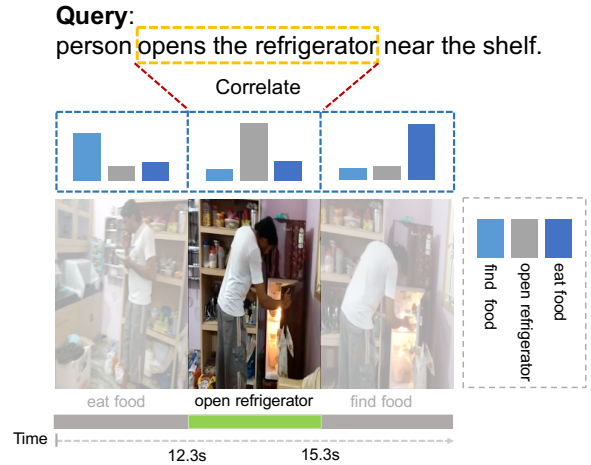 Query:
person opens the refrigerator near the shelf.
Correlate
find food
open refrigerator
eat food
eat food
open refrigerator
find food
Time
12.3s
15.3s